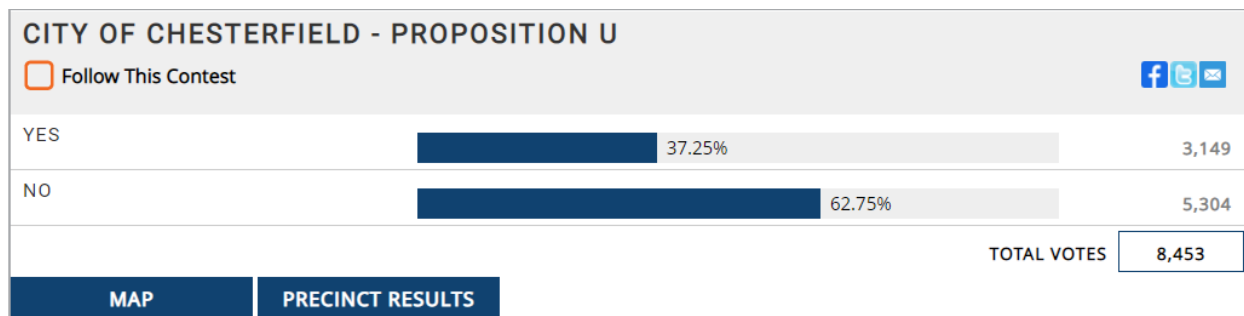 CITY OF CHESTERFIELD - PROPOSITION U
Follow This Contest
YES 37.25% 3,149
NO 62.75% 5,304
TOTAL VOTES 8,453
MAP PRECINCT RESULTS